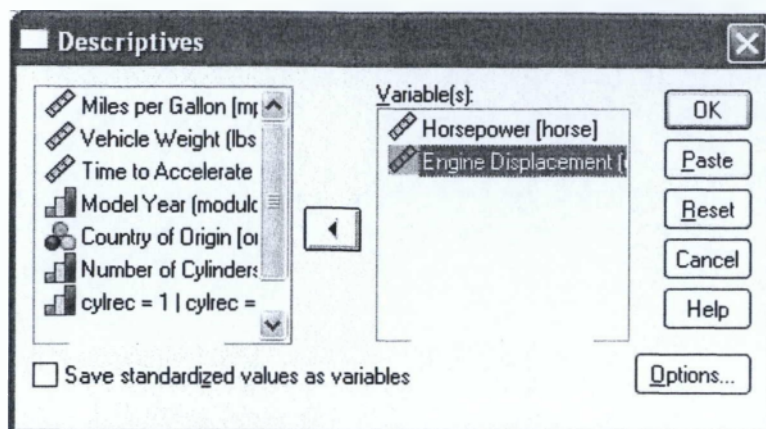 Descriptives
Miles per Gallon [mp
Vehicle Weight (lbs
Time to Accelerate
Model Year (modulo
Country of Origin [or
Number of Cylinders
cylrec = 1 | cylrec =
Save standardized values as variables
Variable(s):
Horsepower [horse]
Engine Displacement (
OK
Paste
Reset
Cancel
Help
Options...